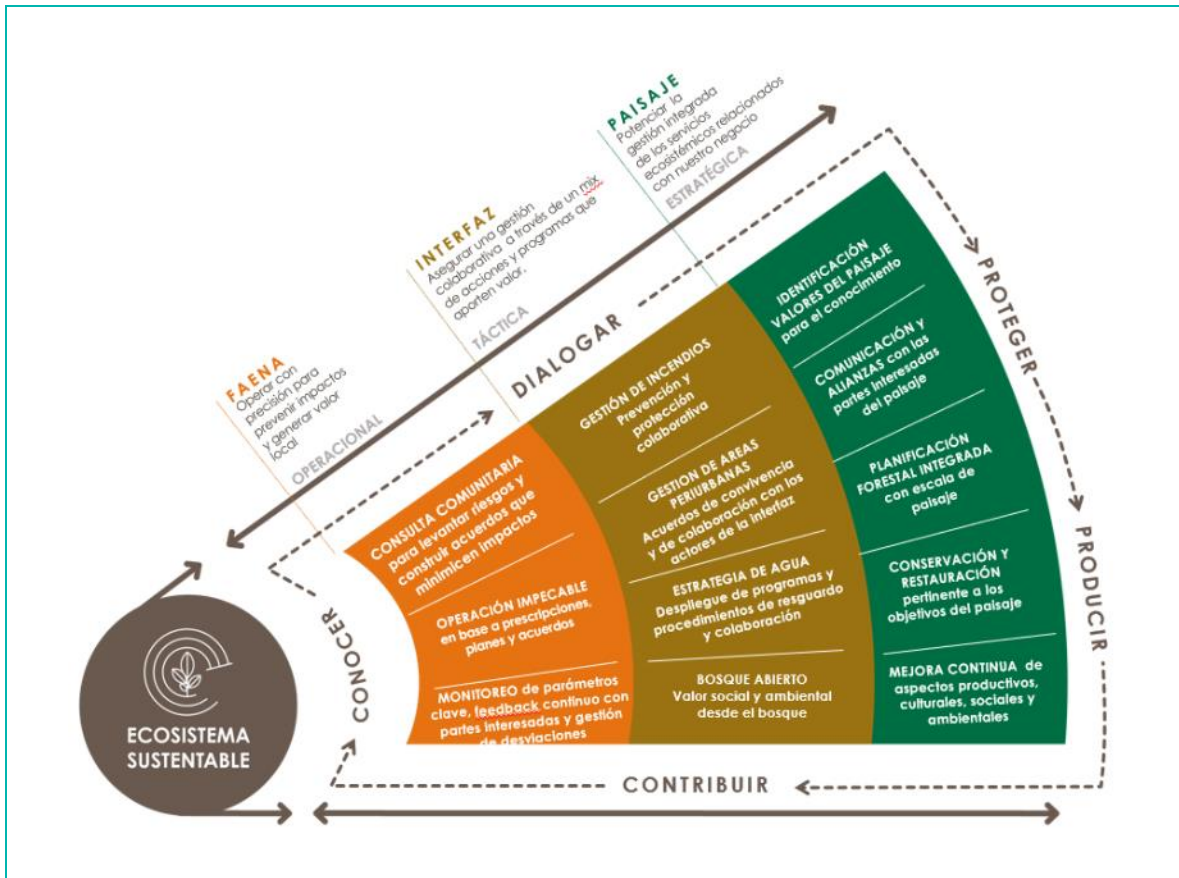 FAENA
Operar con
precisión para
prevenir impactos
y generar valor
local
OPERACIONAL
INTERFAZ
Asegurar una gestión
colaborativa a través de un mix
de acciones y programas que
aporten valor.
TÁCTICA
PAISAJE
Potenciar la
gestión integrada
de los servicios
ecosistémicos relacionados
con nuestro negocio
ESTRATÉGICA
CONOCER
DIALOGAR
PROTEGER
PRODUCIR
CONTRIBUIR
ECOSISTEMA
SUSTENTABLE
CONSULTA COMUNITARIA
para levantar riesgos y
construir acuerdos que
minimicen impactos
OPERACIÓN IMPECABLE
en base a prescripciones,
planes y acuerdos
MONITOREO de parámetros
clave, feedback continuo con
partes interesadas y gestión
de desviaciones
GESTIÓN DE INCENDIOS
Prevención y
protección
colaborativa
GESTION DE AREAS
PERIURBANAS
Acuerdos de convivencia
y de colaboración con los
actores de la interfaz
ESTRATEGIA DE AGUA
Despliegue de programas y
procedimientos de resguardo
y colaboración
BOSQUE ABIERTO
Valor social y ambiental
desde el bosque
IDENTIFICACIÓN
VALORES DEL PAISAJE
para el conocimiento
COMUNICACIÓN y
ALIANZAS con las
partes interesadas
del paisaje
PLANIFICACIÓN
FORESTAL INTEGRADA
con escala de
paisaje
CONSERVACIÓN Y
RESTAURACIÓN
pertinente a los
objetivos del paisaje
MEJORA CONTINUA de
aspectos productivos,
culturales, sociales y
ambientales